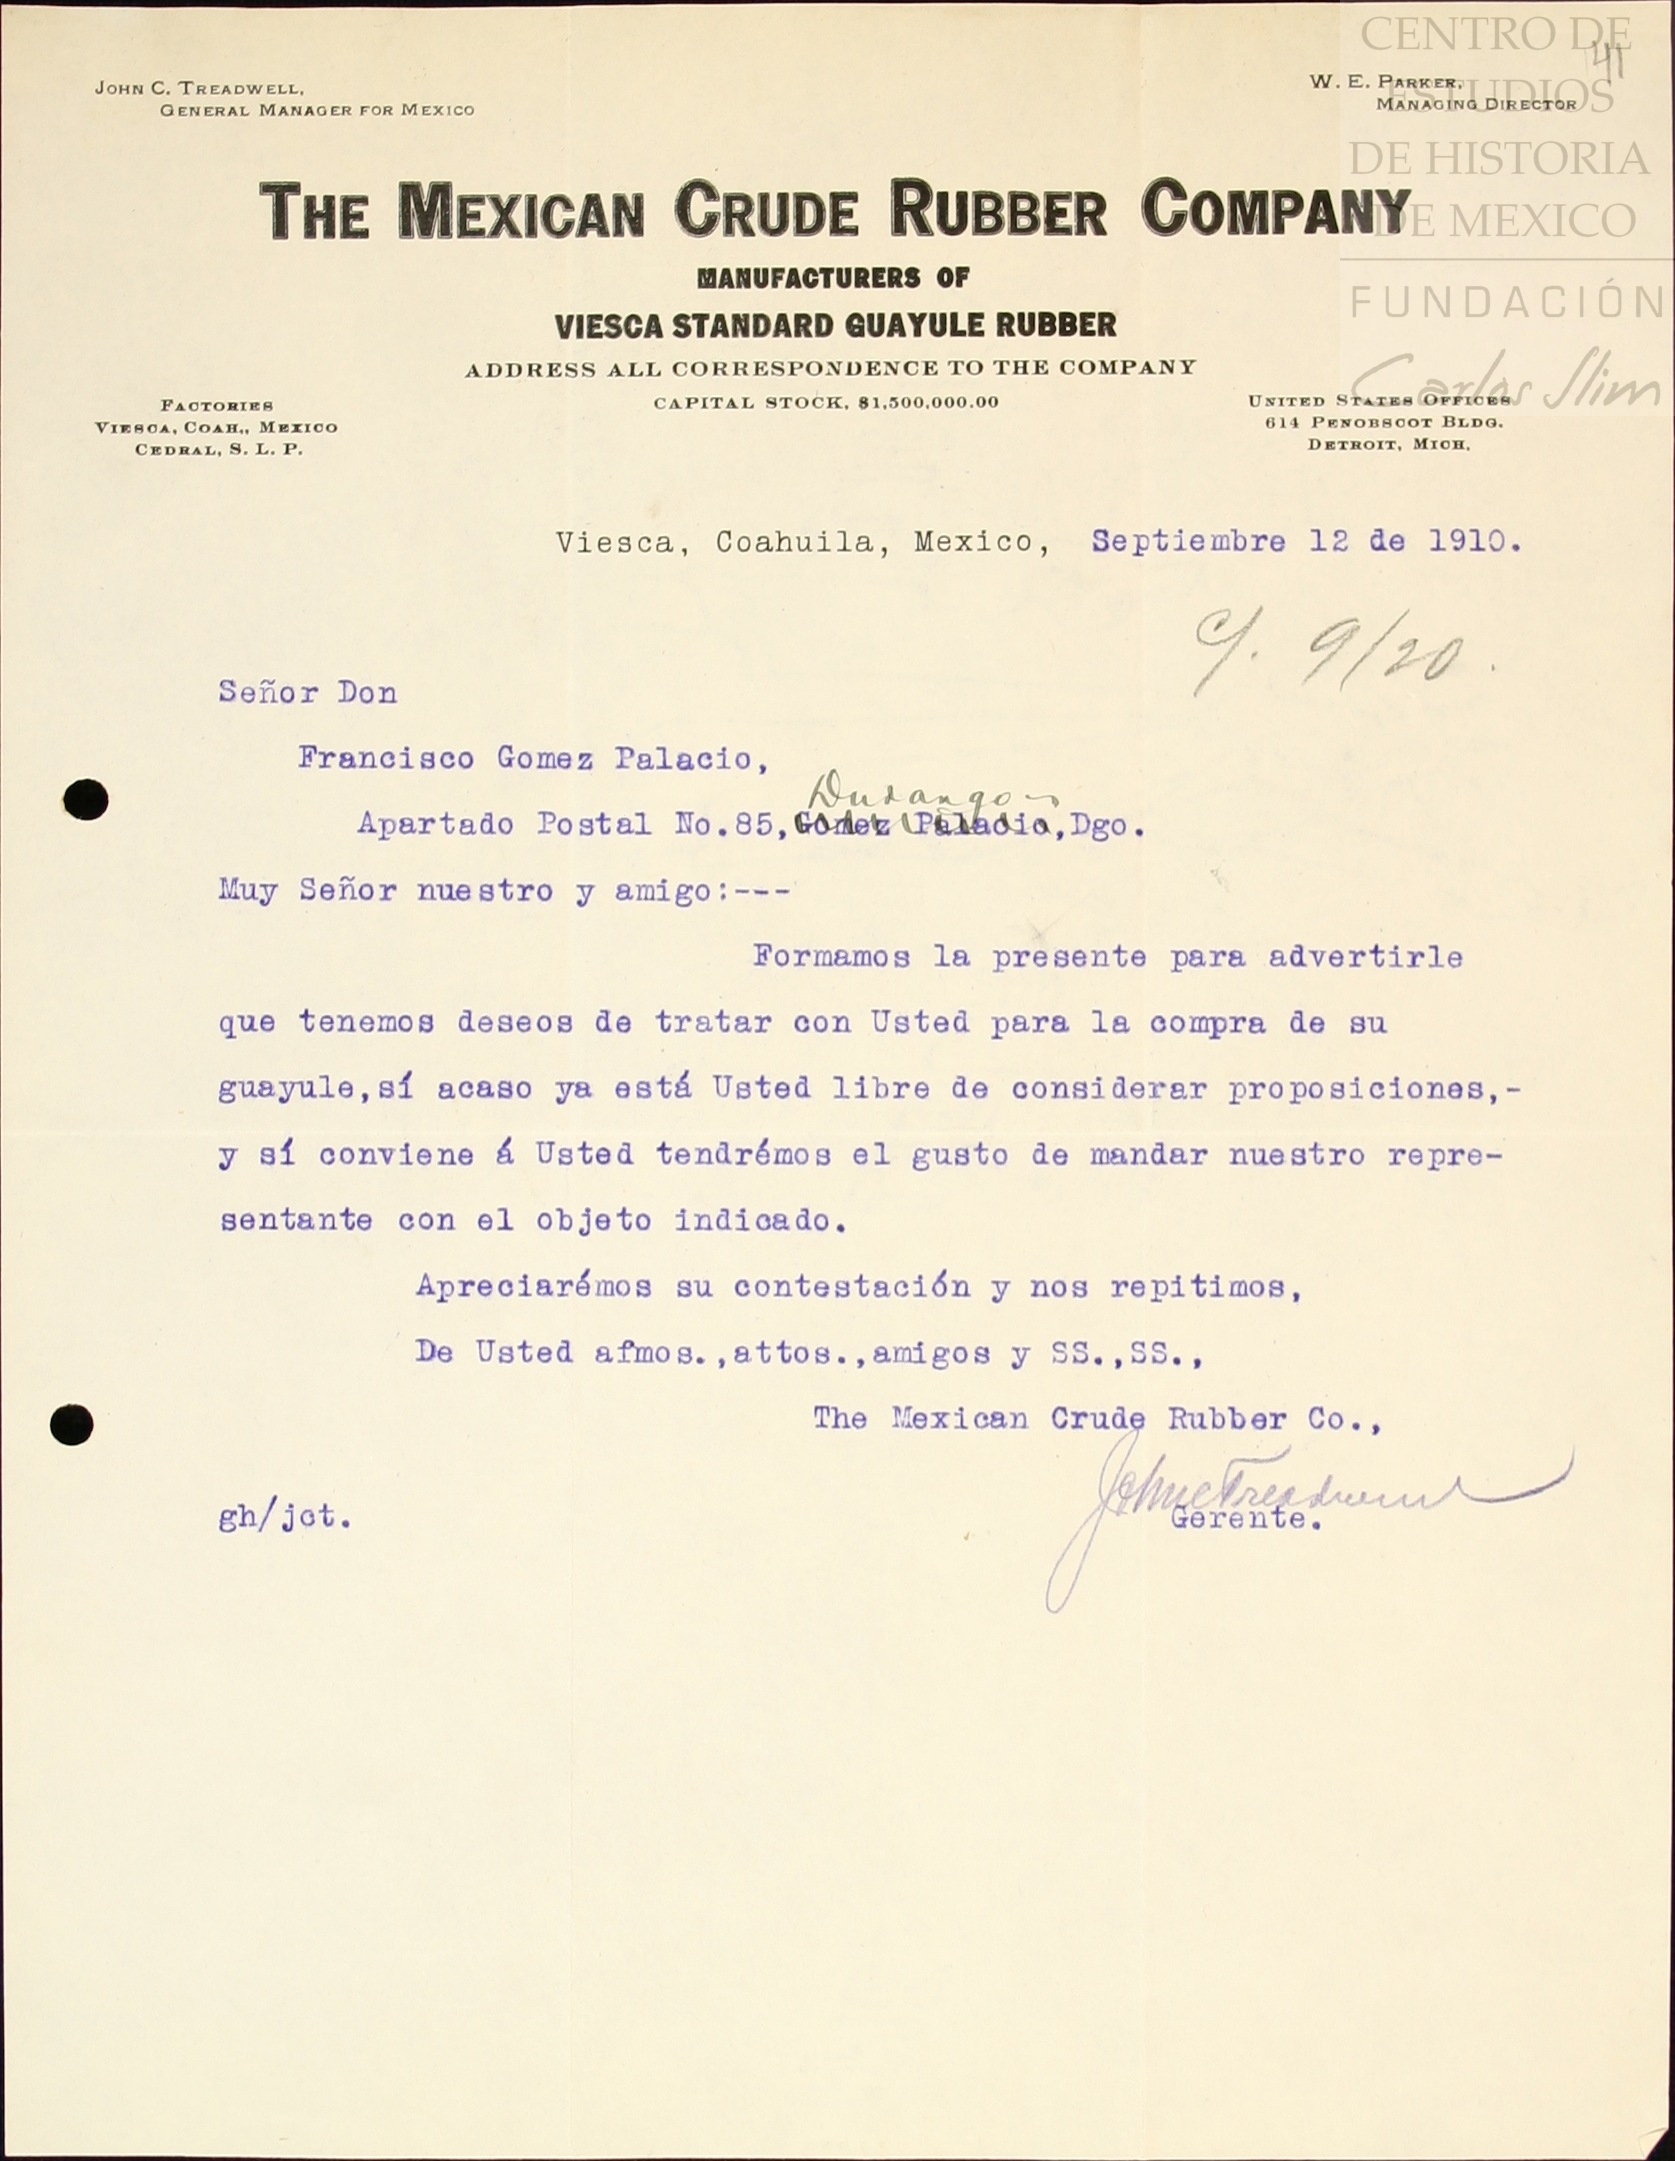 CENTRO DE
ESTUDIOS
DE HISTORIA
DE MEXICO
FUNDACIÓN
Carlos Slim
41
JOHN C. TREADWELL,
GENERAL MANAGER FOR MEXICO
W. E. PARKER,
MANAGING DIRECTOR
THE MEXICAN CRUDE RUBBER COMPANY
MANUFACTURERS OF
VIESCA STANDARD GUAYULE RUBBER
ADDRESS ALL CORRESPONDENCE TO THE COMPANY
CAPITAL STOCK, $1,500,000.00
FACTORIES
VIESCA, COAH., MEXICO
CEDRAL, S. L. P.
UNITED STATES OFFICES
614 PENOBSCOT BLDG.
DETROIT, MICH.
Viesca, Coahuila, Mexico, Septiembre 12 de 1910.
c/. 9/20.
Señor Don
Francisco Gomez Palacio,
Durango
Apartado Postal No.85,Gomez Palacio,Dgo.
Muy Señor nuestro y amigo:---
Formamos la presente para advertirle
que tenemos deseos de tratar con Usted para la compra de su
guayule,sí acaso ya está Usted libre de considerar proposiciones,-
y sí conviene á Usted tendrémos el gusto de mandar nuestro repre-
sentante con el objeto indicado.
Apreciarémos su contestación y nos repitimos,
De Usted afmos.,attos.,amigos y SS.,SS.,
The Mexican Crude Rubber Co.,
John C Treadwell
Gerente.
gh/jct.